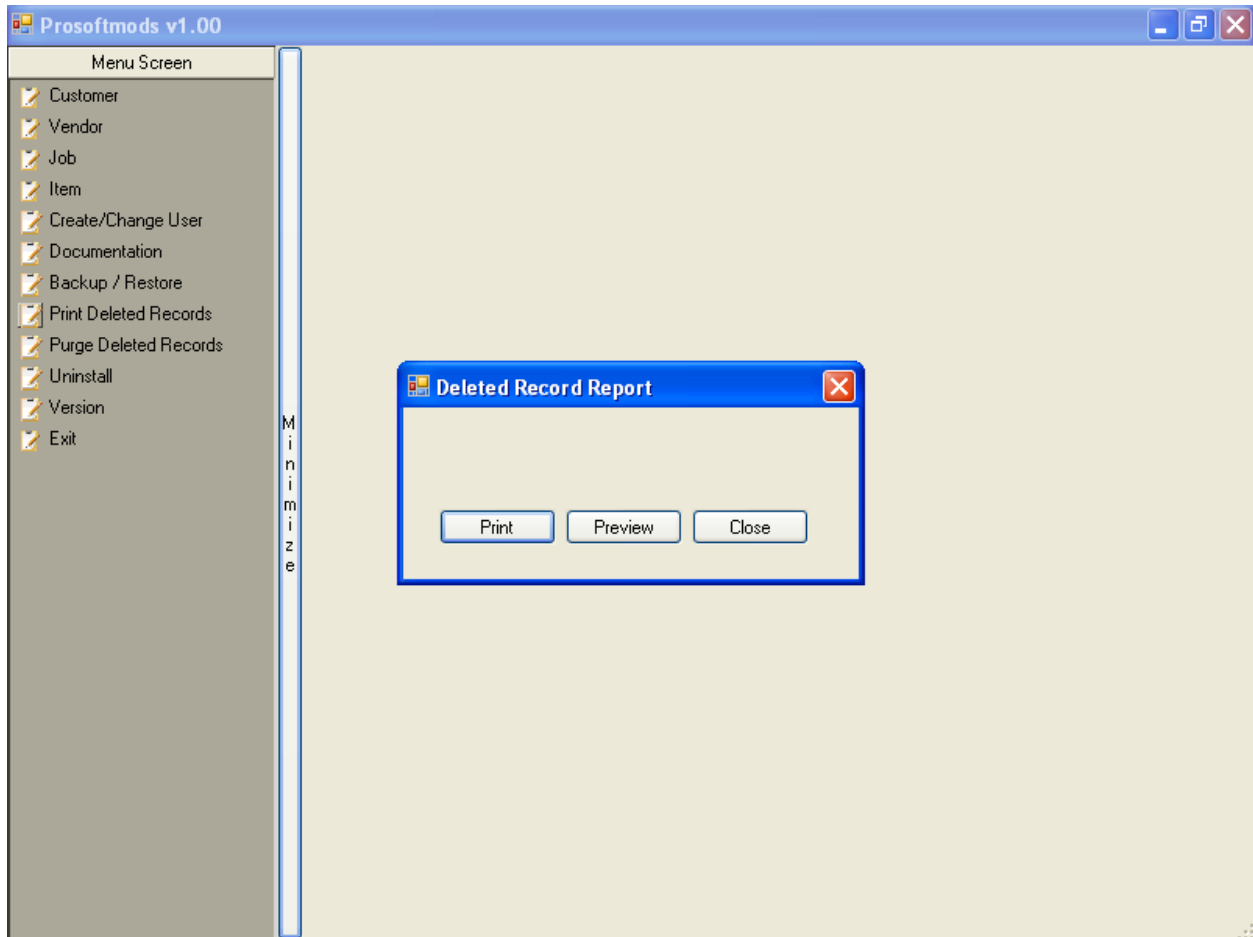 Prosoftmods v1.00
Menu Screen
Customer
Vendor
Job
Item
Create/Change User
Documentation
Backup / Restore
Print Deleted Records
Purge Deleted Records
Uninstall
Version
Exit
Minimize
Deleted Record Report
Print Preview Close